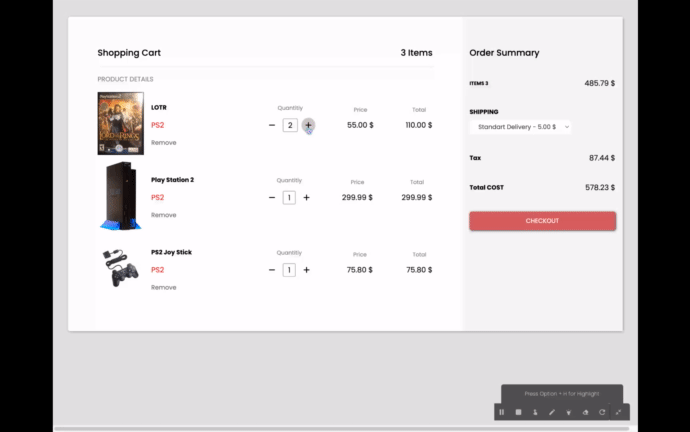 Shopping Cart
3 Items
PRODUCT DETAILS
LOTR
PS2
Remove
Quantitiy
− 2 +
Price
55.00 $
Total
110.00 $
Play Station 2
PS2
Remove
Quantitiy
− 1 +
Price
299.99 $
Total
299.99 $
PS2 Joy Stick
PS2
Remove
Quantitiy
− 1 +
Price
75.80 $
Total
75.80 $
Order Summary
ITEMS 3
485.79 $
SHIPPING
Standart Delivery - 5.00 $
Tax
87.44 $
Total COST
578.23 $
CHECKOUT
Press Option + H for Highlight